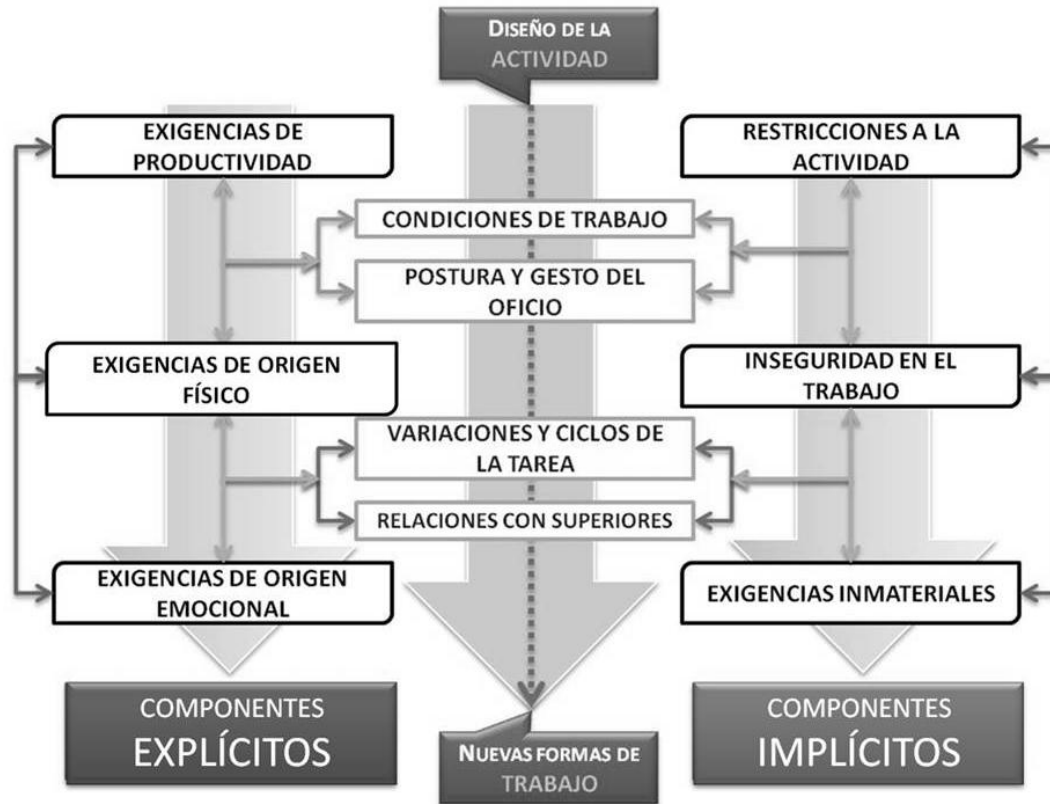 DISEÑO DE LA
ACTIVIDAD
EXIGENCIAS DE
PRODUCTIVIDAD
RESTRICCIONES A LA
ACTIVIDAD
CONDICIONES DE TRABAJO
POSTURA Y GESTO DEL
OFICIO
EXIGENCIAS DE ORIGEN
FÍSICO
INSEGURIDAD EN EL
TRABAJO
VARIACIONES Y CICLOS DE
LA TAREA
RELACIONES CON SUPERIORES
EXIGENCIAS DE ORIGEN
EMOCIONAL
EXIGENCIAS INMATERIALES
COMPONENTES
EXPLÍCITOS
NUEVAS FORMAS DE
TRABAJO
COMPONENTES
IMPLÍCITOS